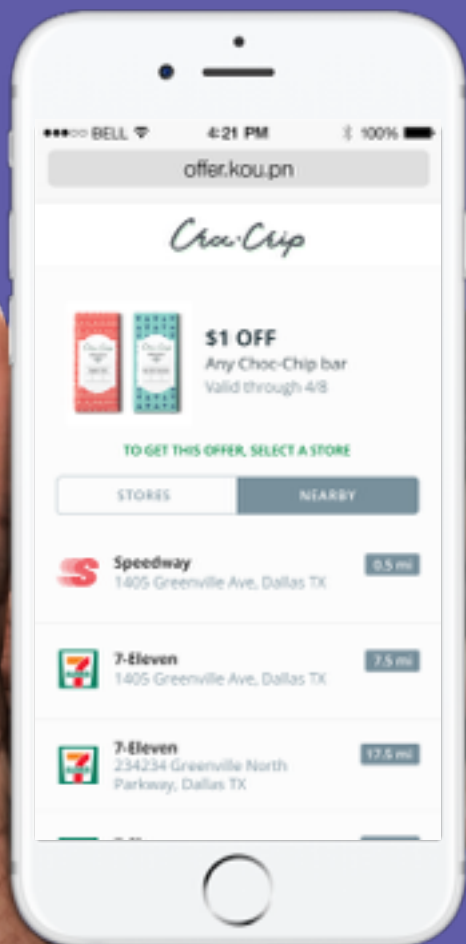 BELL 4:21 PM 100%
offer.kou.pn
Choc-Chip
$1 OFF
Any Choc-Chip bar
Valid through 4/8
TO GET THIS OFFER, SELECT A STORE
STORES NEARBY
Speedway 0.5 mi
1405 Greenville Ave, Dallas TX
7-Eleven 7.5 mi
1405 Greenville Ave, Dallas TX
7-Eleven 17.5 mi
234234 Greenville North
Parkway, Dallas TX